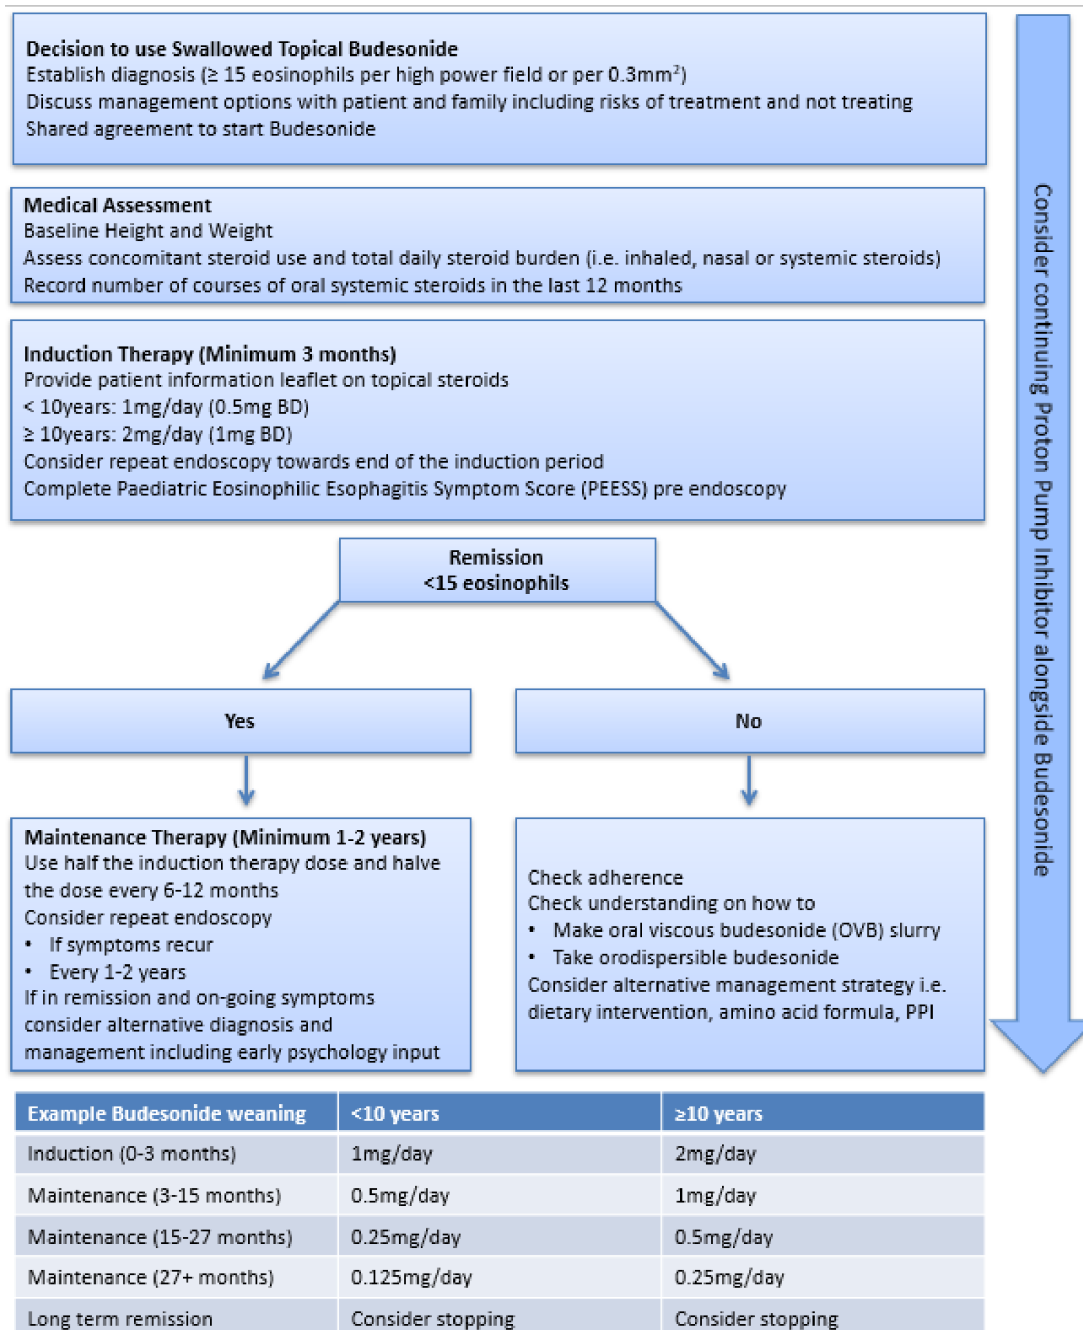 Decision to use Swallowed Topical Budesonide
Establish diagnosis (≥ 15 eosinophils per high power field or per 0.3mm²)
Discuss management options with patient and family including risks of treatment and not treating
Shared agreement to start Budesonide
Medical Assessment
Baseline Height and Weight
Assess concomitant steroid use and total daily steroid burden (i.e. inhaled, nasal or systemic steroids)
Record number of courses of oral systemic steroids in the last 12 months
Induction Therapy (Minimum 3 months)
Provide patient information leaflet on topical steroids
< 10years: 1mg/day (0.5mg BD)
≥ 10years: 2mg/day (1mg BD)
Consider repeat endoscopy towards end of the induction period
Complete Paediatric Eosinophilic Esophagitis Symptom Score (PEESS) pre endoscopy
Remission
<15 eosinophils
Yes
No
Maintenance Therapy (Minimum 1-2 years)
Use half the induction therapy dose and halve
the dose every 6-12 months
Consider repeat endoscopy
• If symptoms recur
• Every 1-2 years
If in remission and on-going symptoms
consider alternative diagnosis and
management including early psychology input
Check adherence
Check understanding on how to
• Make oral viscous budesonide (OVB) slurry
• Take orodispersible budesonide
Consider alternative management strategy i.e.
dietary intervention, amino acid formula, PPI
Consider continuing Proton Pump Inhibitor alongside Budesonide
Example Budesonide weaning <10 years ≥10 years
Induction (0-3 months) 1mg/day 2mg/day
Maintenance (3-15 months) 0.5mg/day 1mg/day
Maintenance (15-27 months) 0.25mg/day 0.5mg/day
Maintenance (27+ months) 0.125mg/day 0.25mg/day
Long term remission Consider stopping Consider stopping